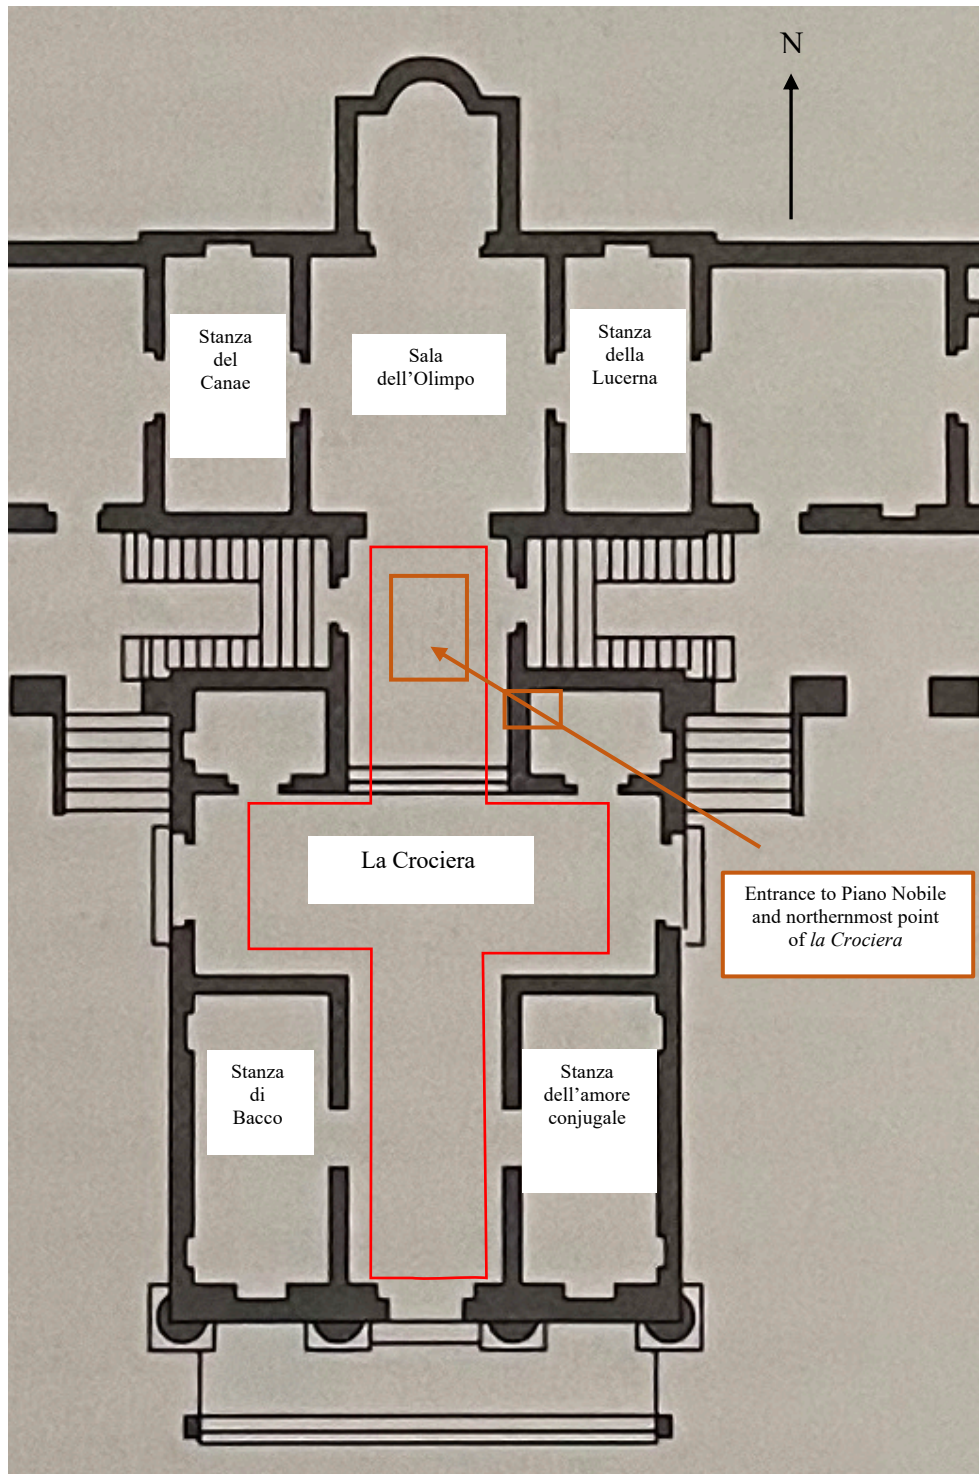 N
Stanza
del
Canae
Sala
dell’Olimpo
Stanza
della
Lucerna
La Crociera
Entrance to Piano Nobile
and northernmost point
of la Crociera
Stanza
di
Bacco
Stanza
dell’amore
conjugale